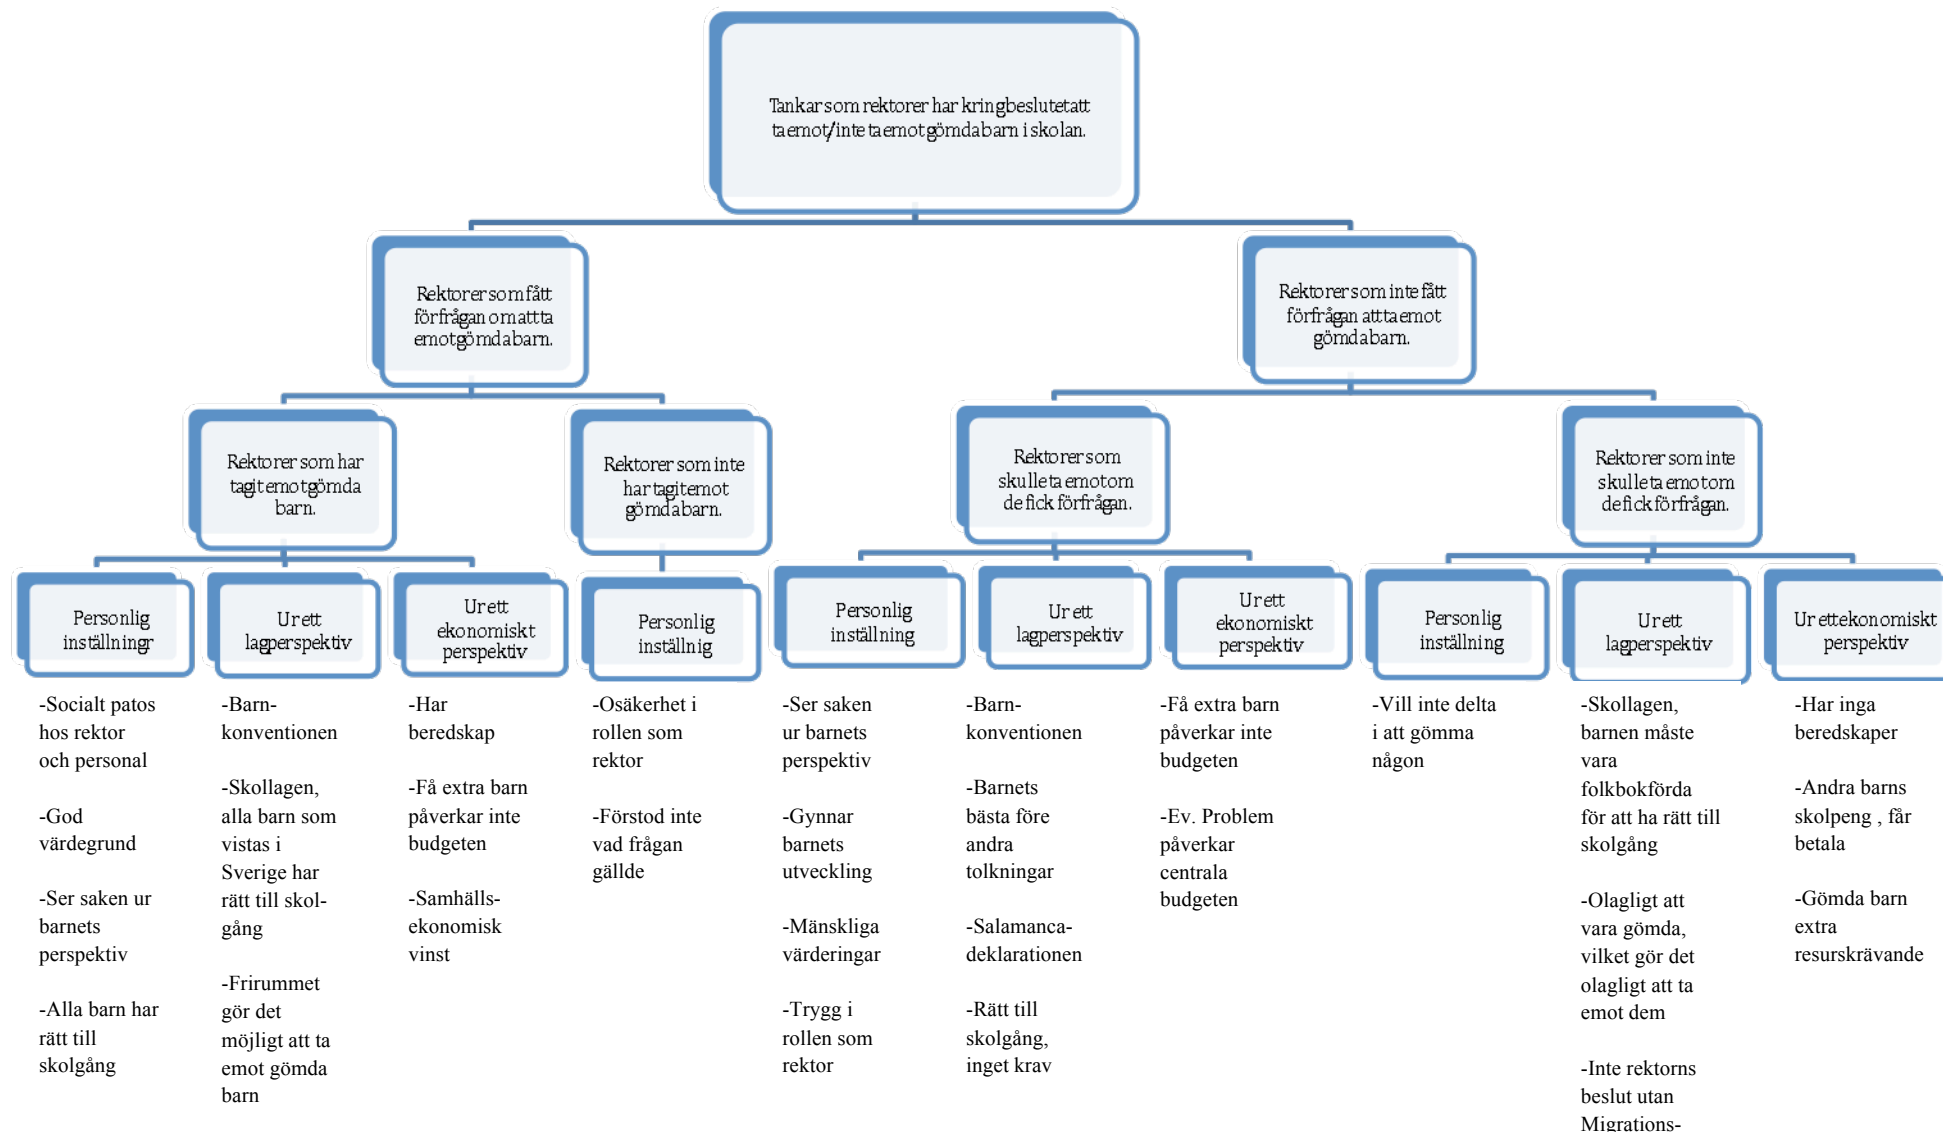 Tankar som rektorer har kring beslutet att
ta emot/inte ta emot gömda barn i skolan.
Rektorer som fått
förfrågan om att ta
emot gömda barn.
Rektorer som inte fått
förfrågan att ta emot
gömda barn.
Rektorer som har
tagit emot gömda
barn.
Rektorer som inte
har tagit emot
gömda barn.
Rektorer som
skulle ta emot om
de fick förfrågan.
Rektorer som inte
skulle ta emot om
de fick förfrågan.
Personlig
inställningr
Ur ett
lagperspektiv
Ur ett
ekonomiskt
perspektiv
Personlig
inställnig
Personlig
inställning
Ur ett
lagperspektiv
Ur ett
ekonomiskt
perspektiv
Personlig
inställning
Ur ett
lagperspektiv
Ur ett ekonomiskt
perspektiv
-Socialt patos
hos rektor
och personal
-God
värdegrund
-Ser saken ur
barnets
perspektiv
-Alla barn har
rätt till
skolgång
-Barn-
konventionen
-Skollagen,
alla barn som
vistas i
Sverige har
rätt till skol-
gång
-Frirummet
gör det
möjligt att ta
emot gömda
barn
-Har
beredskap
-Få extra barn
påverkar inte
budgeten
-Samhälls-
ekonomisk
vinst
-Osäkerhet i
rollen som
rektor
-Förstod inte
vad frågan
gällde
-Ser saken
ur barnets
perspektiv
-Gynnar
barnets
utveckling
-Mänskliga
värderingar
-Trygg i
rollen som
rektor
-Barn-
konventionen
-Barnets
bästa före
andra
tolkningar
-Salamanca-
deklarationen
-Rätt till
skolgång,
inget krav
-Få extra barn
påverkar inte
budgeten
-Ev. Problem
påverkar
centrala
budgeten
-Vill inte delta
i att gömma
någon
-Skollagen,
barnen måste
vara
folkbokförda
för att ha rätt till
skolgång
-Olagligt att
vara gömda,
vilket gör det
olagligt att ta
emot dem
-Inte rektorns
beslut utan
Migrations-
-Har inga
beredskaper
-Andra barns
skolpeng , får
betala
-Gömda barn
extra
resurskrävande